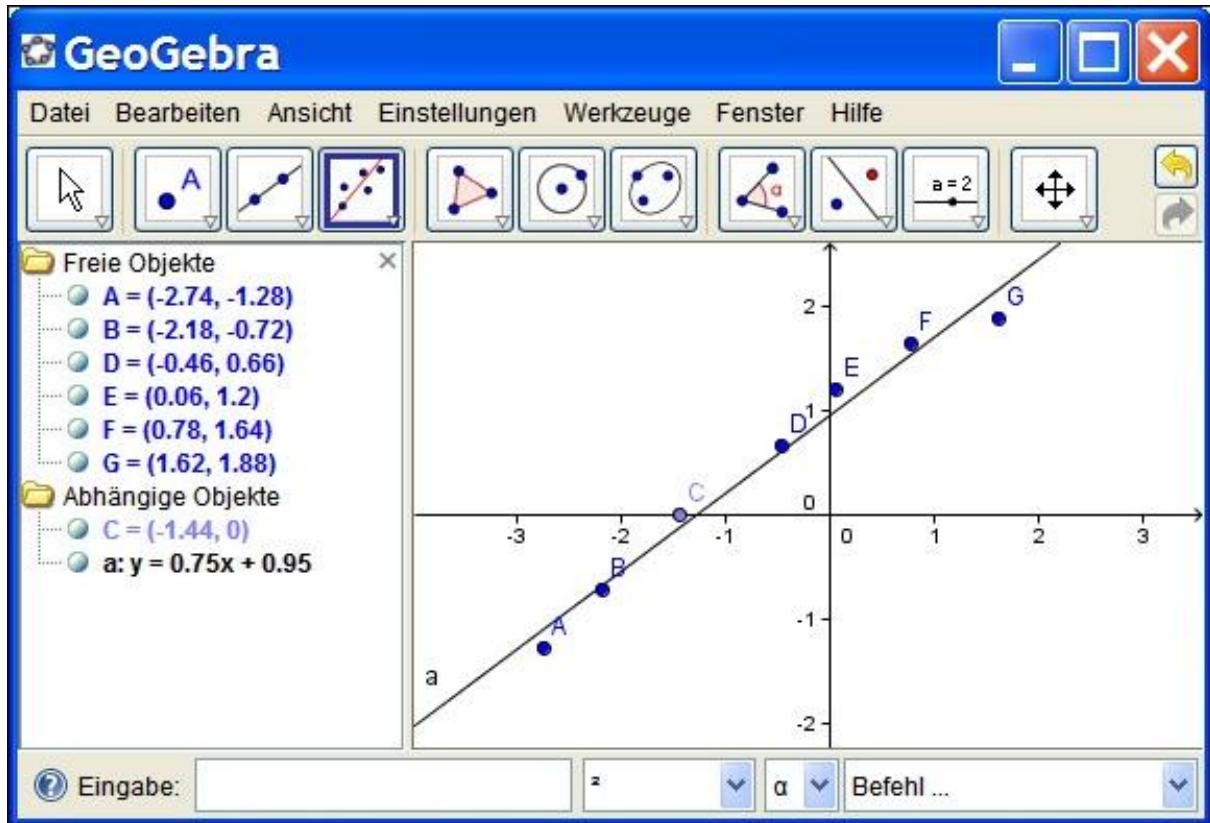 GeoGebra
Datei Bearbeiten Ansicht Einstellungen Werkzeuge Fenster Hilfe
A
α
a = 2
Freie Objekte
A = (-2.74, -1.28)
B = (-2.18, -0.72)
D = (-0.46, 0.66)
E = (0.06, 1.2)
F = (0.78, 1.64)
G = (1.62, 1.88)
Abhängige Objekte
C = (-1.44, 0)
a: y = 0.75x + 0.95
2
G
F
E
D
1
C
0
-3
-2
-1
0
1
2
3
B
A
-1
a
-2
Eingabe: ² α Befehl ...